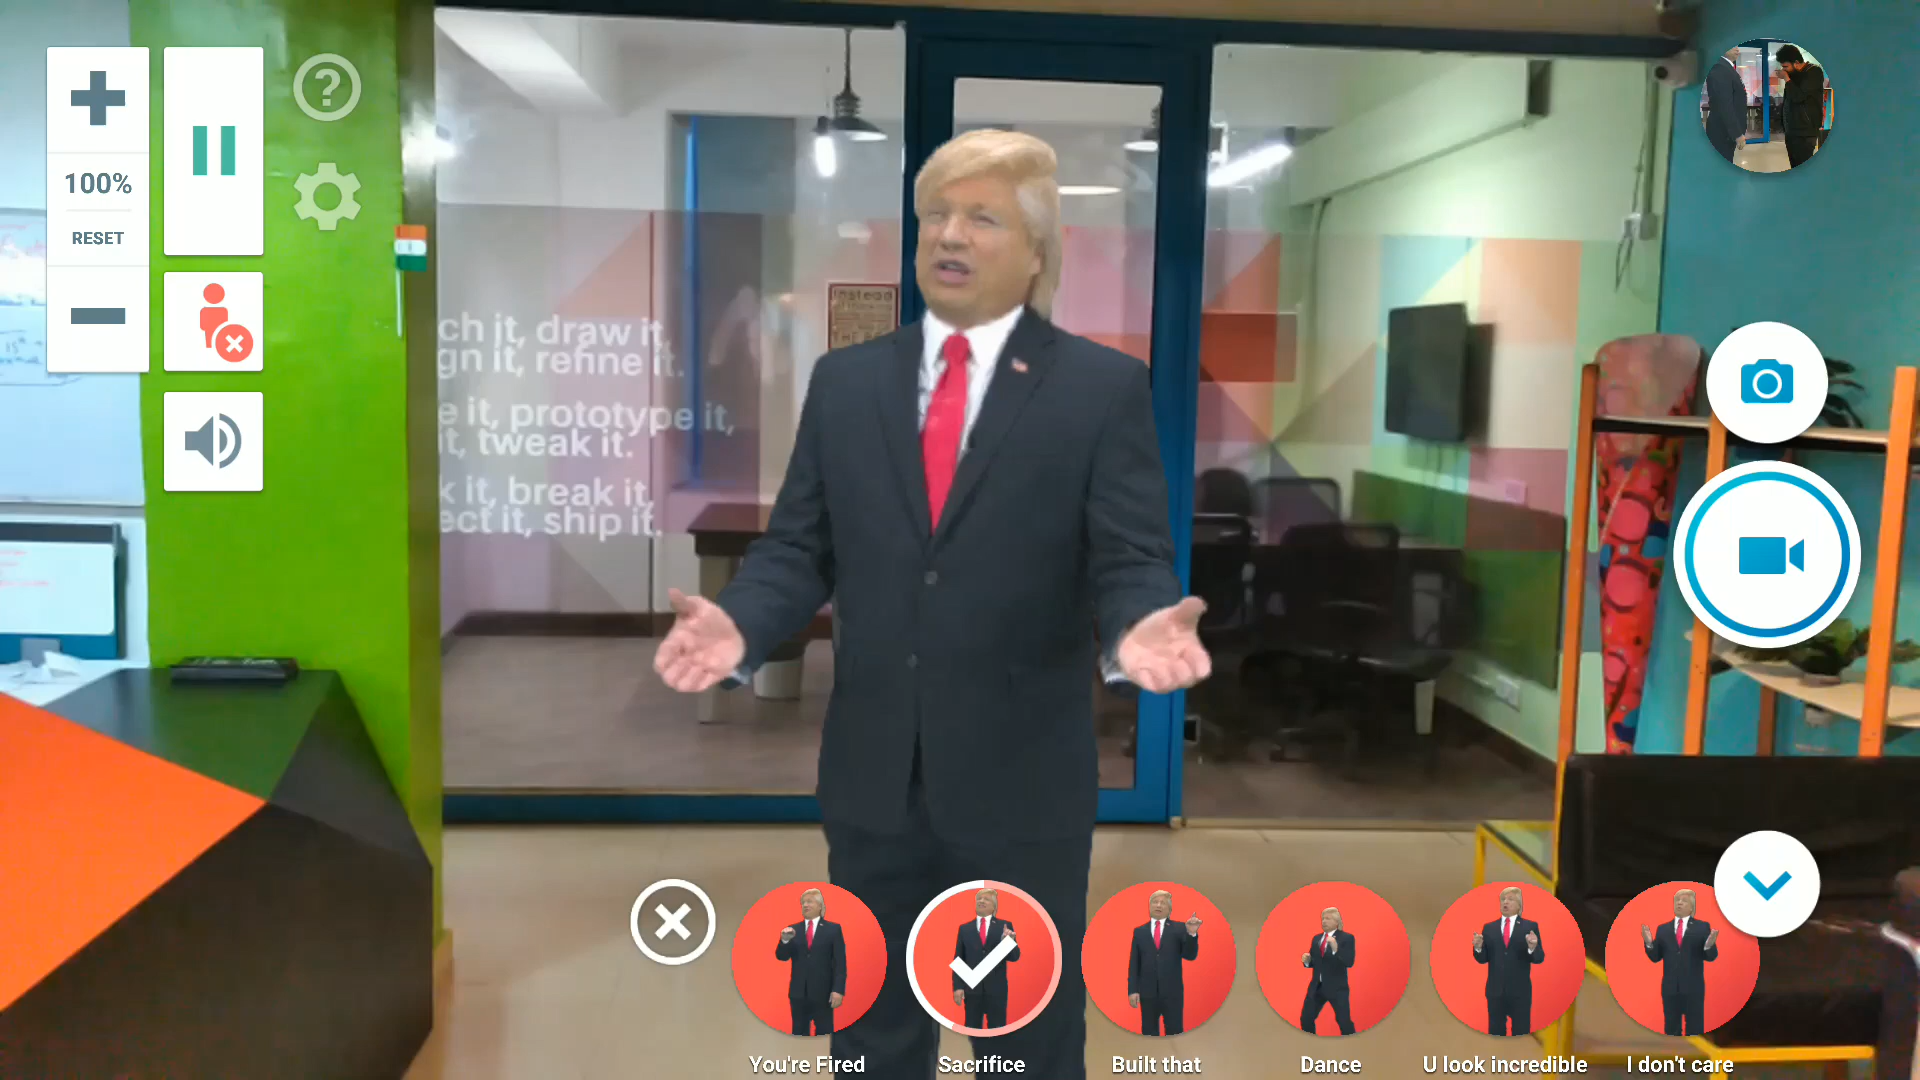 100%
RESET
ch it, draw it,
gn it, refine it.
e it, prototype it,
it, tweak it.
k it, break it,
ect it, ship it.
Instead
You're Fired
Sacrifice
Built that
Dance
U look incredible
I don't care